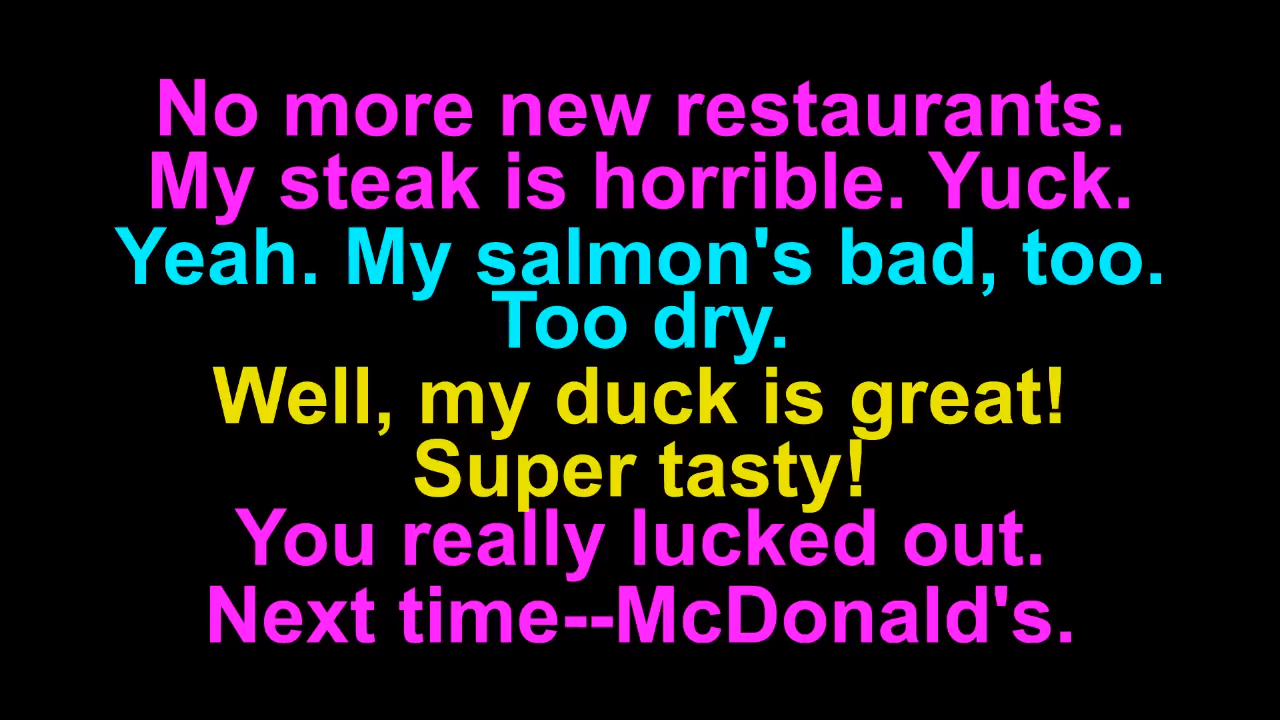 No more new restaurants.
My steak is horrible. Yuck.
Yeah. My salmon's bad, too.
Too dry.
Well, my duck is great!
Super tasty!
You really lucked out.
Next time--McDonald's.